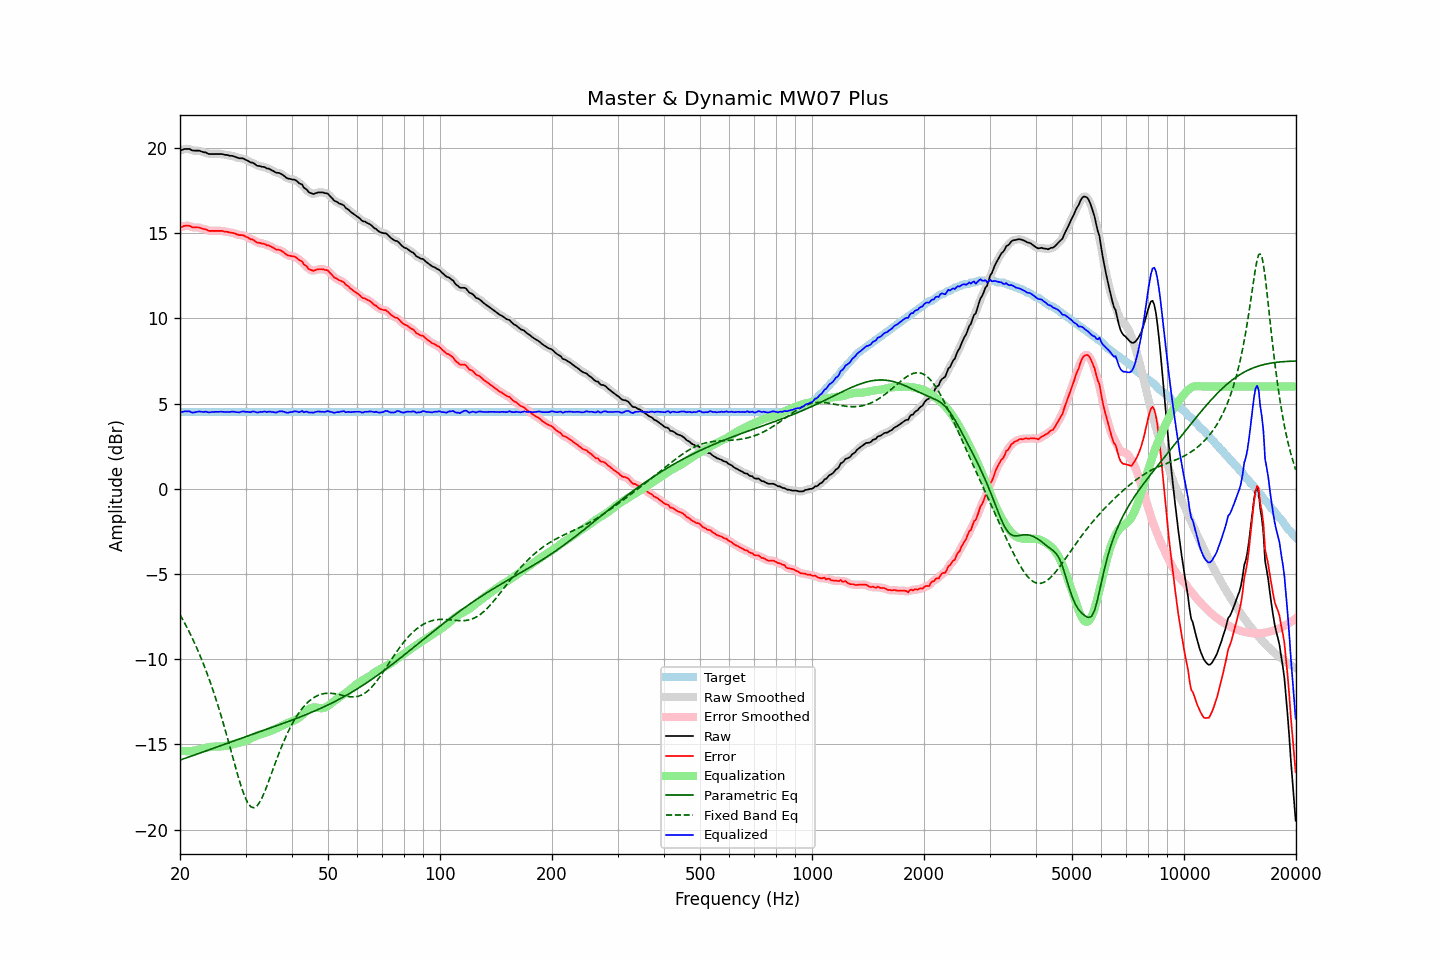 Master & Dynamic MW07 Plus
Amplitude (dBr)
20
15
10
5
0
−5
−10
−15
−20
Target
Raw Smoothed
Error Smoothed
Raw
Error
Equalization
Parametric Eq
Fixed Band Eq
Equalized
20 50 100 200 500 1000 2000 5000 10000 20000
Frequency (Hz)